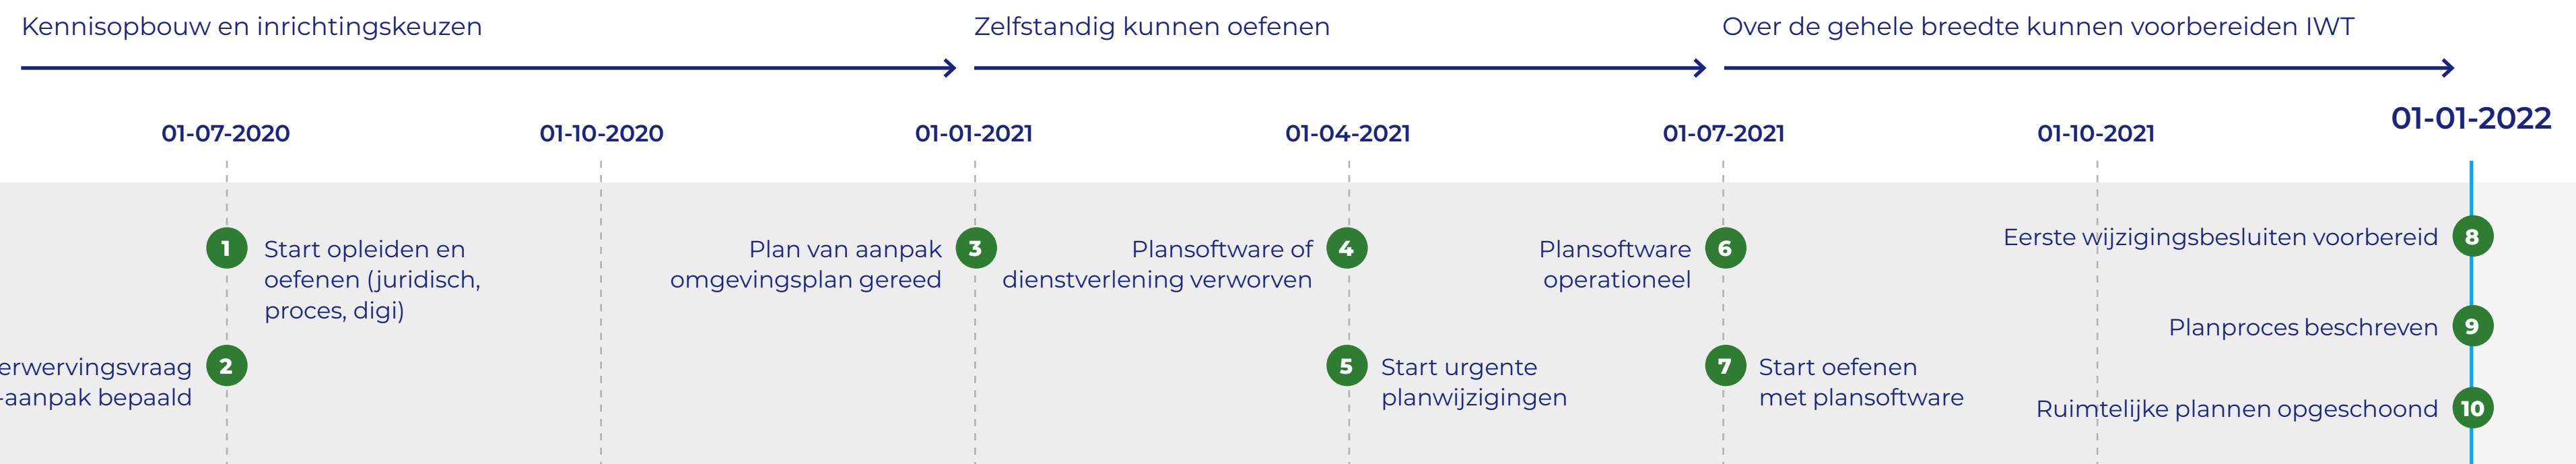 Kennisopbouw en inrichtingskeuzen
Zelfstandig kunnen oefenen
Over de gehele breedte kunnen voorbereiden IWT
01-07-2020
01-10-2020
01-01-2021
01-04-2021
01-07-2021
01-10-2021
01-01-2022
1
Start opleiden en
oefenen (juridisch,
proces, digi)
erwervingsvraag
-aanpak bepaald
2
Plan van aanpak
omgevingsplan gereed
3
Plansoftware of
dienstverlening verworven
4
5
Start urgente
planwijzigingen
Plansoftware
operationeel
6
7
Start oefenen
met plansoftware
Eerste wijzigingsbesluiten voorbereid
8
Planproces beschreven
9
Ruimtelijke plannen opgeschoond
10